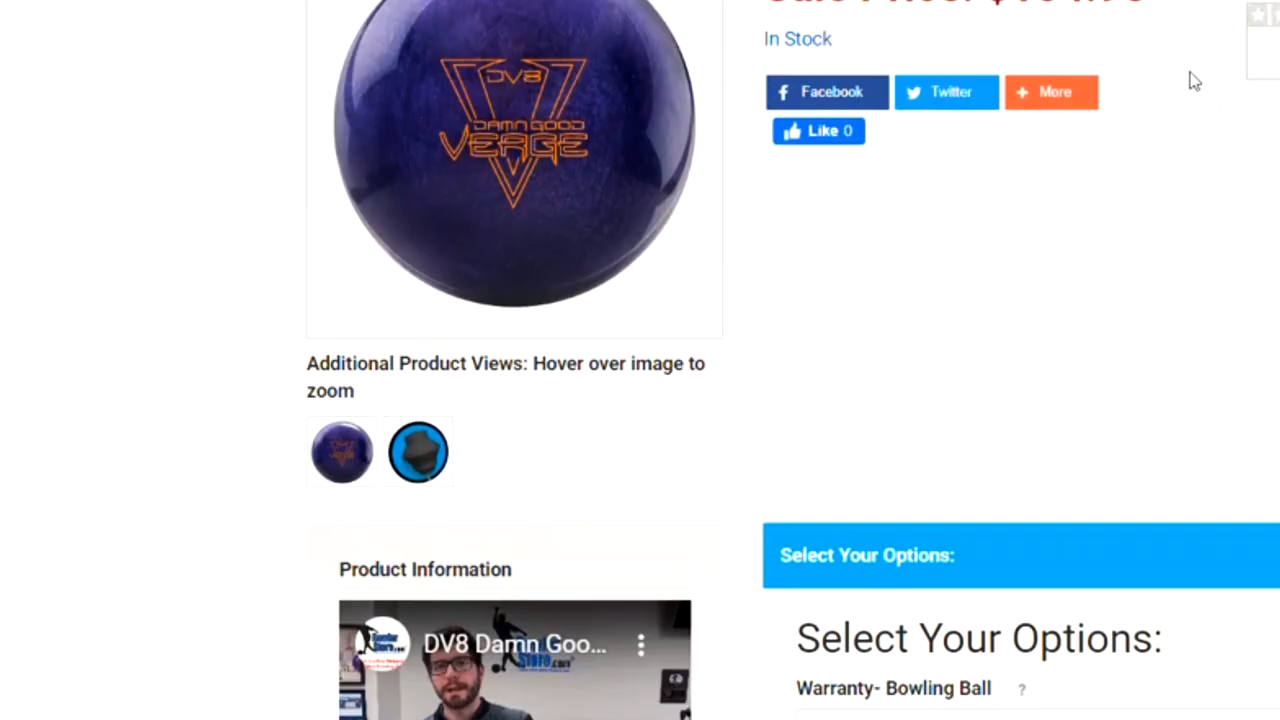 In Stock
Facebook
Twitter
More
Like 0
DV8
DAMN GOOD
VERGE
Additional Product Views: Hover over image to
zoom
Product Information
DV8 Damn Goo...
Select Your Options:
Select Your Options:
Warranty- Bowling Ball ?